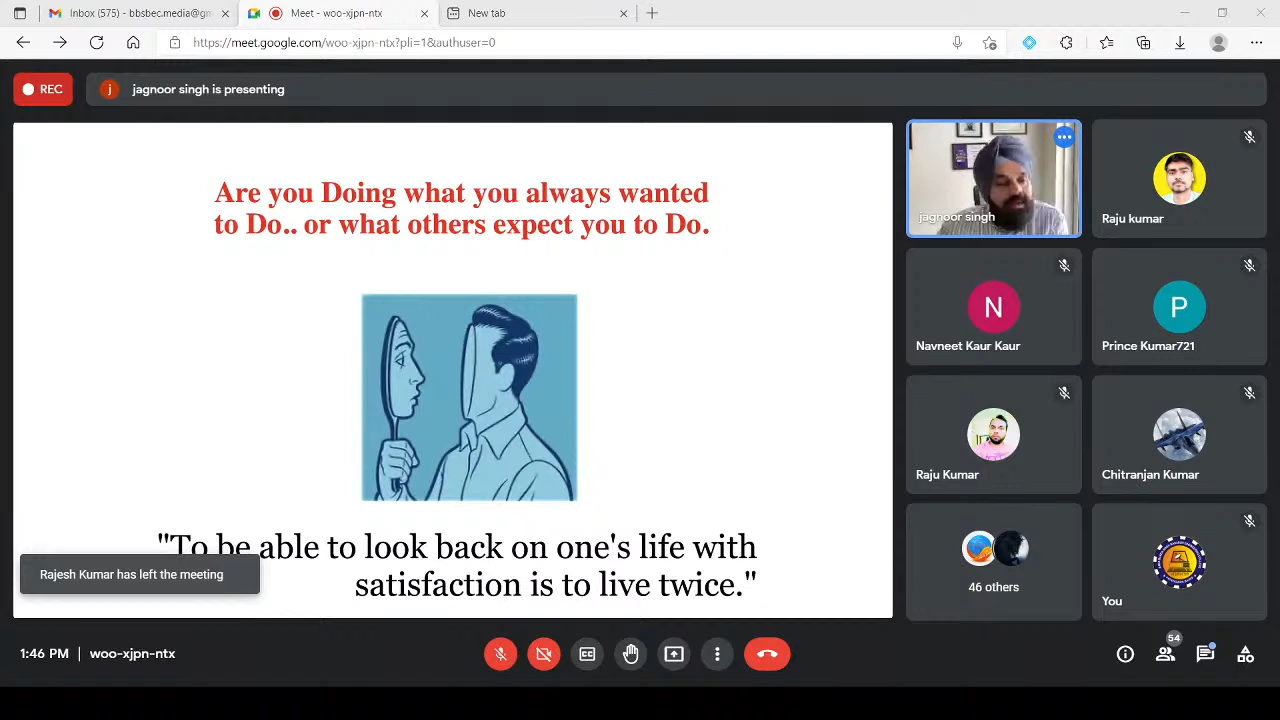 Inbox (575) - bbsbec.media@gm
Meet - woo-xjpn-ntx
New tab
https://meet.google.com/woo-xjpn-ntx?pli=1&authuser=0
REC
j
jagnoor singh is presenting
Are you Doing what you always wanted
to Do.. or what others expect you to Do.
"To be able to look back on one's life with
satisfaction is to live twice."
Rajesh Kumar has left the meeting
jagnoor singh
Raju kumar
N
Navneet Kaur Kaur
P
Prince Kumar721
Raju Kumar
Chitranjan Kumar
46 others
You
1:46 PM
woo-xjpn-ntx
CC
54